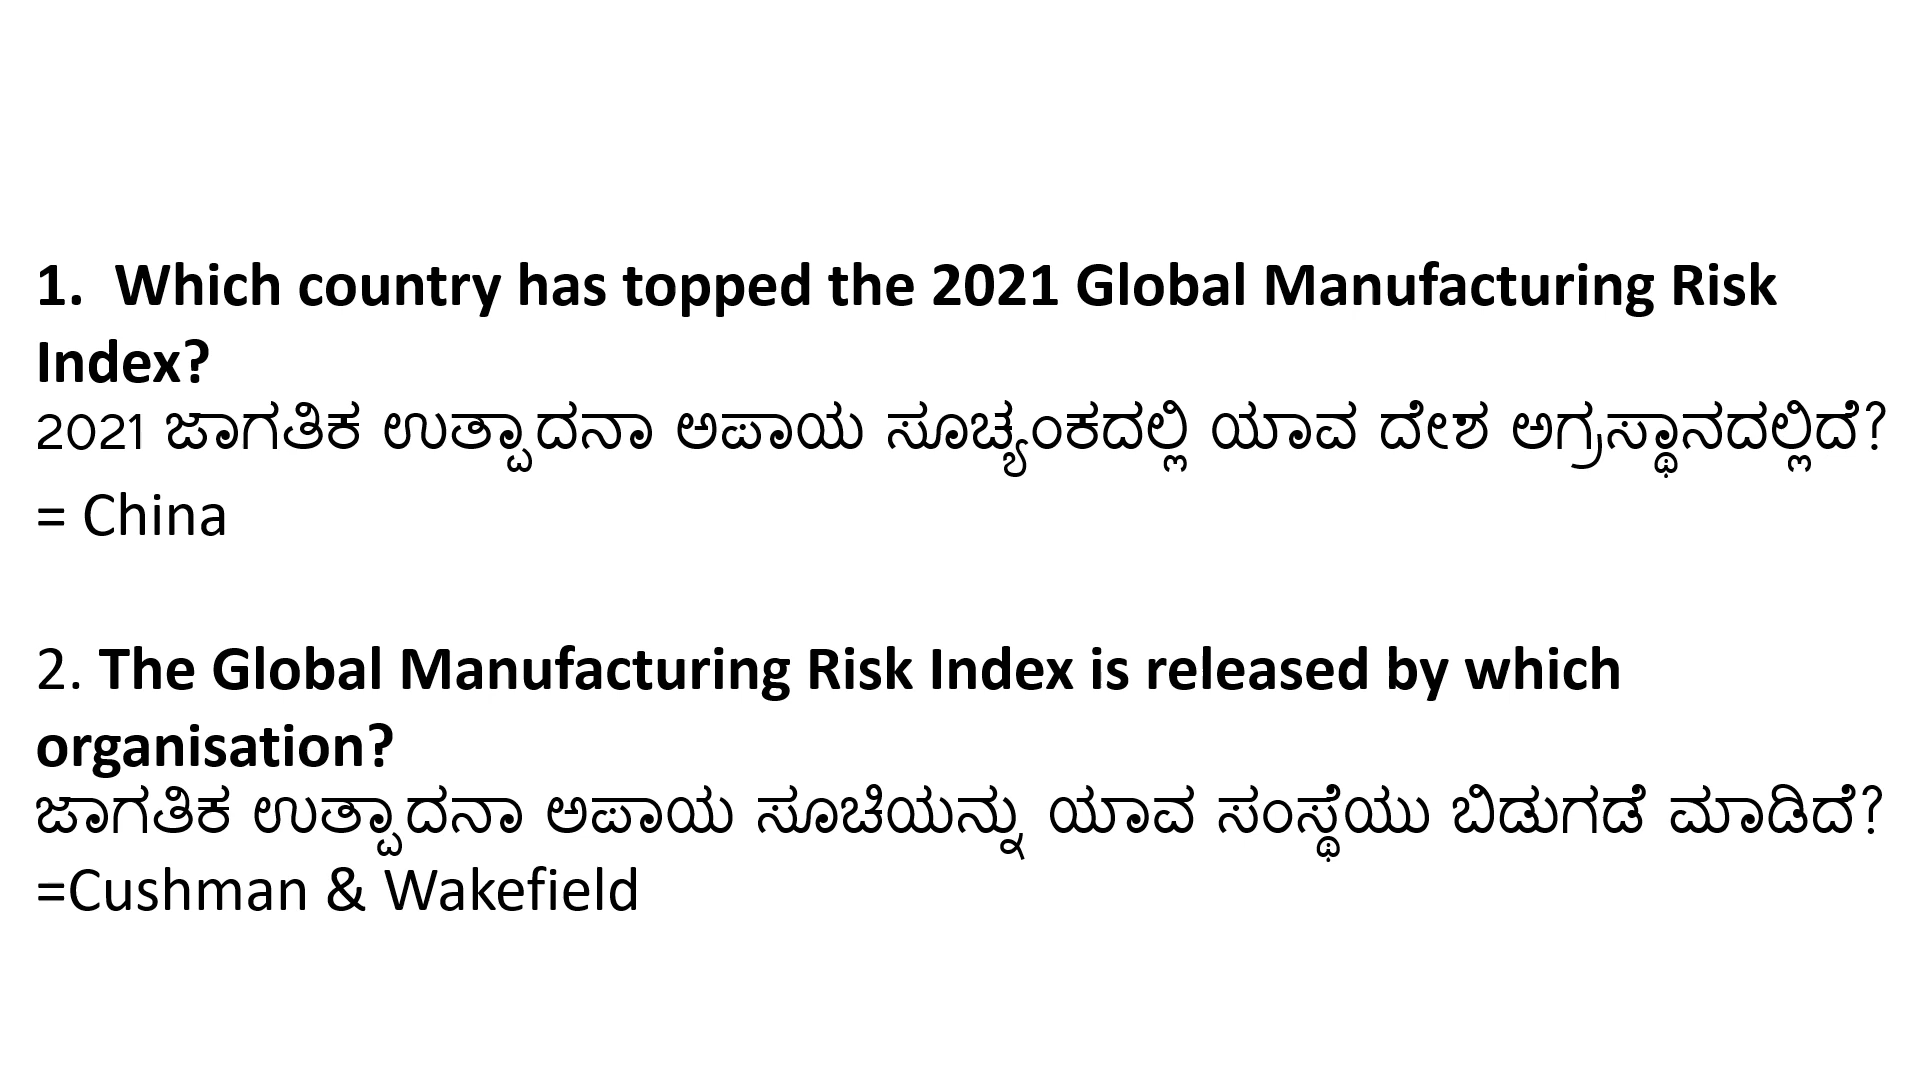 1.  Which country has topped the 2021 Global Manufacturing Risk
Index?
2021 ಜಾಗತಿಕ ಉತ್ಪಾದನಾ ಅಪಾಯ ಸೂಚ್ಯಂಕದಲ್ಲಿ ಯಾವ ದೇಶ ಅಗ್ರಸ್ಥಾನದಲ್ಲಿದೆ?
= China
2. The Global Manufacturing Risk Index is released by which
organisation?
ಜಾಗತಿಕ ಉತ್ಪಾದನಾ ಅಪಾಯ ಸೂಚಿಯನ್ನು ಯಾವ ಸಂಸ್ಥೆಯು ಬಿಡುಗಡೆ ಮಾಡಿದೆ?
=Cushman & Wakefield